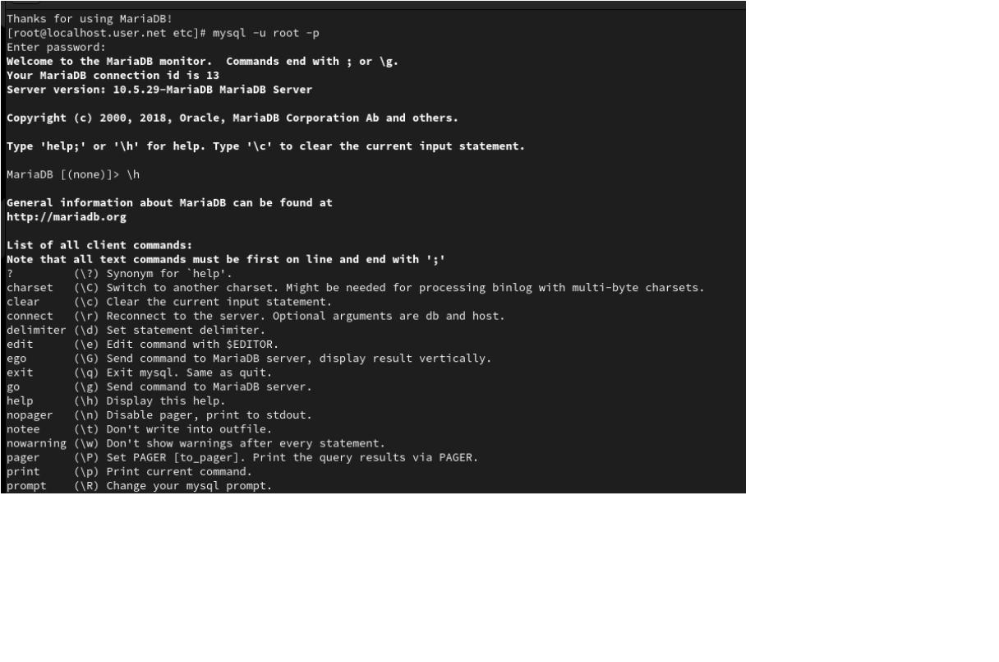 Thanks for using MariaDB!
[root@localhost.user.net etc]# mysql -u root -p
Enter password:
Welcome to the MariaDB monitor.  Commands end with ; or \g.
Your MariaDB connection id is 13
Server version: 10.5.29-MariaDB MariaDB Server

Copyright (c) 2000, 2018, Oracle, MariaDB Corporation Ab and others.

Type 'help;' or '\h' for help. Type '\c' to clear the current input statement.

MariaDB [(none)]> \h

General information about MariaDB can be found at
http://mariadb.org

List of all client commands:
Note that all text commands must be first on line and end with ';'
?         (\?) Synonym for `help'.
charset   (\C) Switch to another charset. Might be needed for processing binlog with multi-byte charsets.
clear     (\c) Clear the current input statement.
connect   (\r) Reconnect to the server. Optional arguments are db and host.
delimiter (\d) Set statement delimiter.
edit      (\e) Edit command with $EDITOR.
ego       (\G) Send command to MariaDB server, display result vertically.
exit      (\q) Exit mysql. Same as quit.
go        (\g) Send command to MariaDB server.
help      (\h) Display this help.
nopager   (\n) Disable pager, print to stdout.
notee     (\t) Don't write into outfile.
nowarning (\w) Don't show warnings after every statement.
pager     (\P) Set PAGER [to_pager]. Print the query results via PAGER.
print     (\p) Print current command.
prompt    (\R) Change your mysql prompt.